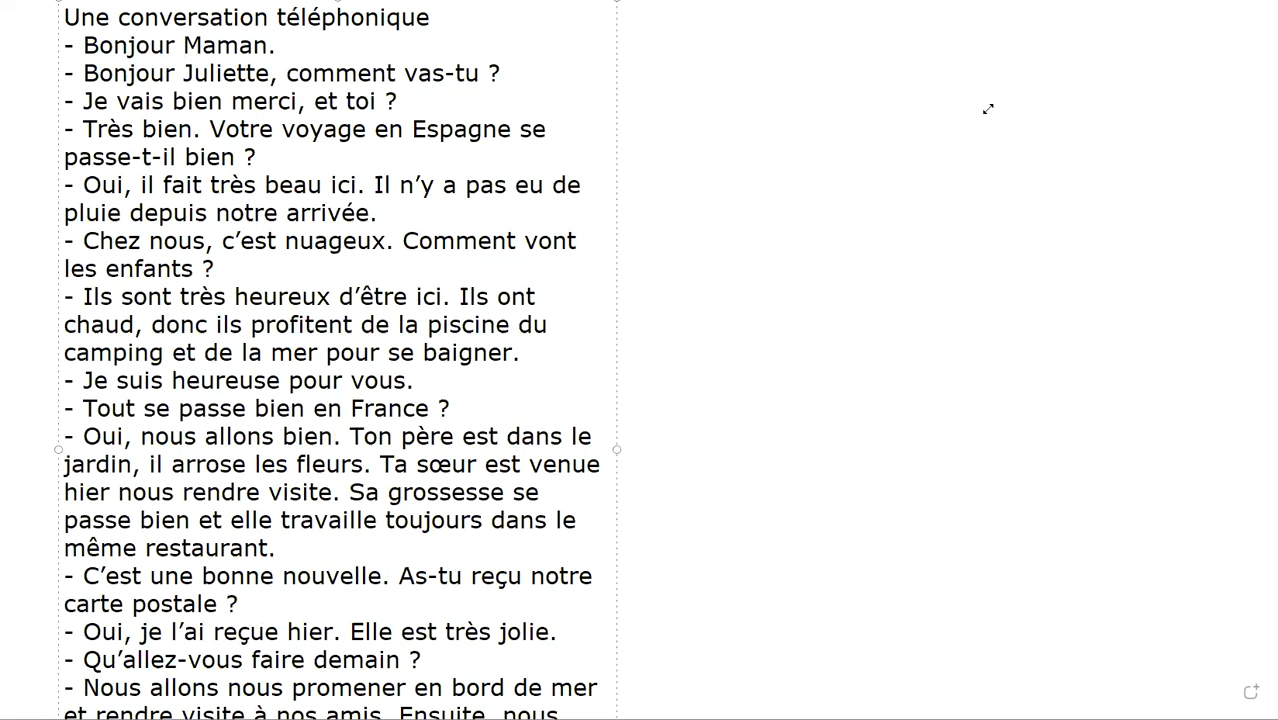 Une conversation téléphonique
- Bonjour Maman.
- Bonjour Juliette, comment vas-tu ?
- Je vais bien merci, et toi ?
- Très bien. Votre voyage en Espagne se
passe-t-il bien ?
- Oui, il fait très beau ici. Il n’y a pas eu de
pluie depuis notre arrivée.
- Chez nous, c’est nuageux. Comment vont
les enfants ?
- Ils sont très heureux d’être ici. Ils ont
chaud, donc ils profitent de la piscine du
camping et de la mer pour se baigner.
- Je suis heureuse pour vous.
- Tout se passe bien en France ?
- Oui, nous allons bien. Ton père est dans le
jardin, il arrose les fleurs. Ta sœur est venue
hier nous rendre visite. Sa grossesse se
passe bien et elle travaille toujours dans le
même restaurant.
- C’est une bonne nouvelle. As-tu reçu notre
carte postale ?
- Oui, je l’ai reçue hier. Elle est très jolie.
- Qu’allez-vous faire demain ?
- Nous allons nous promener en bord de mer
et rendre visite à nos amis. Ensuite, nous